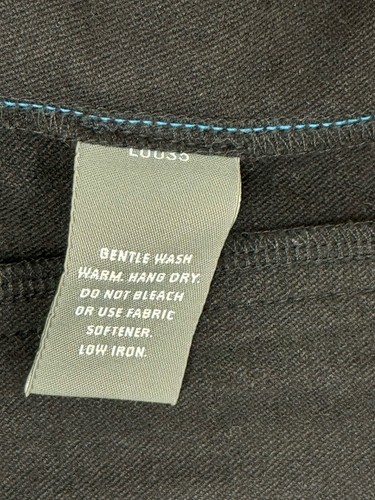 GENTLE WASH
WARM. HANG DRY.
DO NOT BLEACH
OR USE FABRIC
SOFTENER.
LOW IRON.